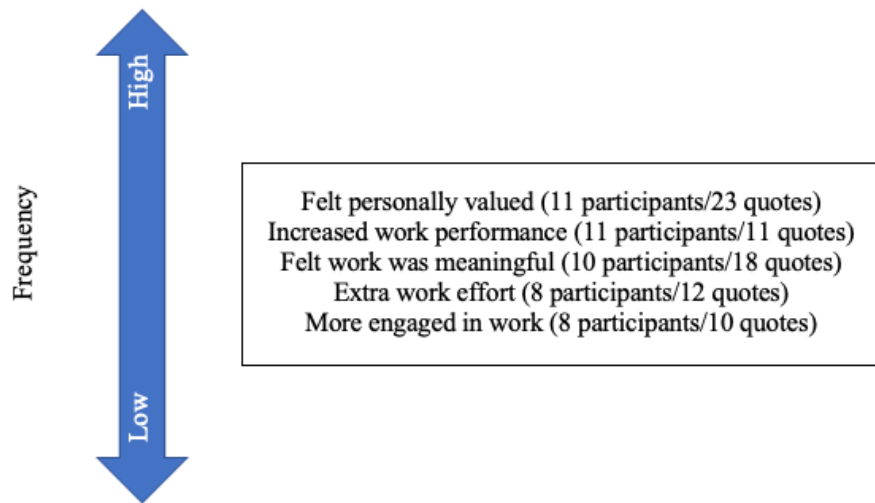 High
Frequency
Low
Felt personally valued (11 participants/23 quotes)
Increased work performance (11 participants/11 quotes)
Felt work was meaningful (10 participants/18 quotes)
Extra work effort (8 participants/12 quotes)
More engaged in work (8 participants/10 quotes)